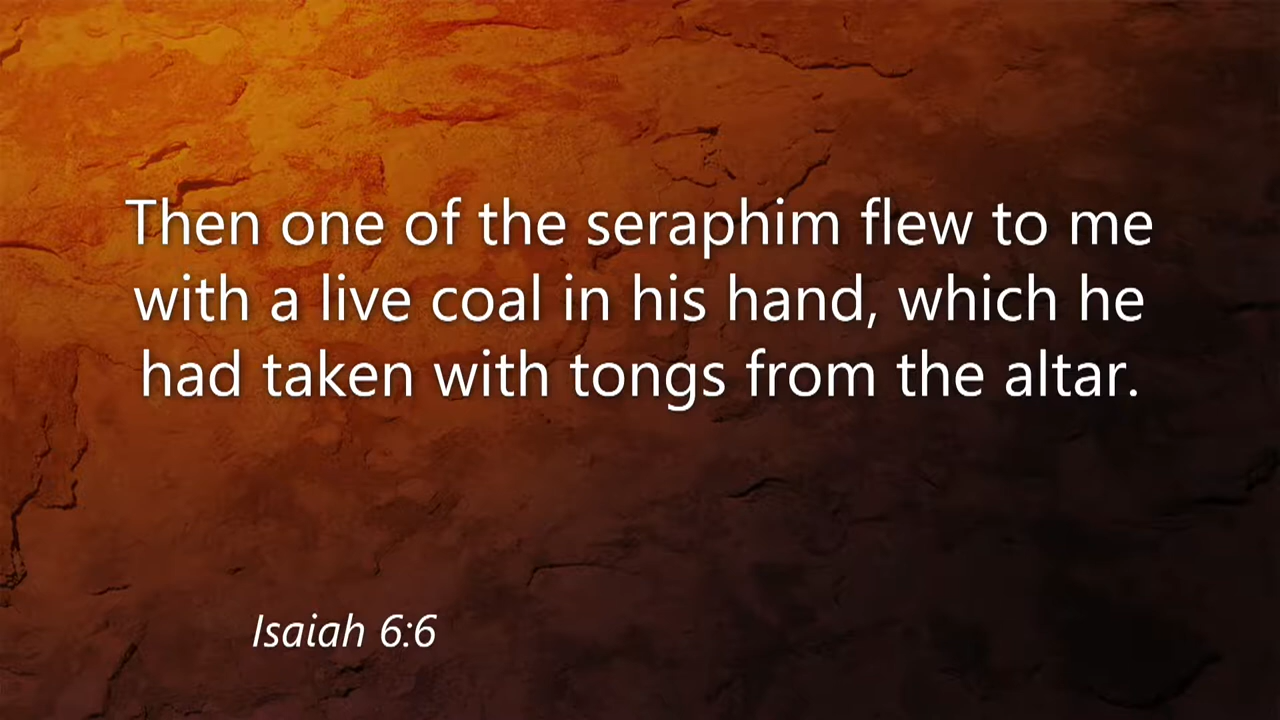 Then one of the seraphim flew to me
with a live coal in his hand, which he
had taken with tongs from the altar.
Isaiah 6:6